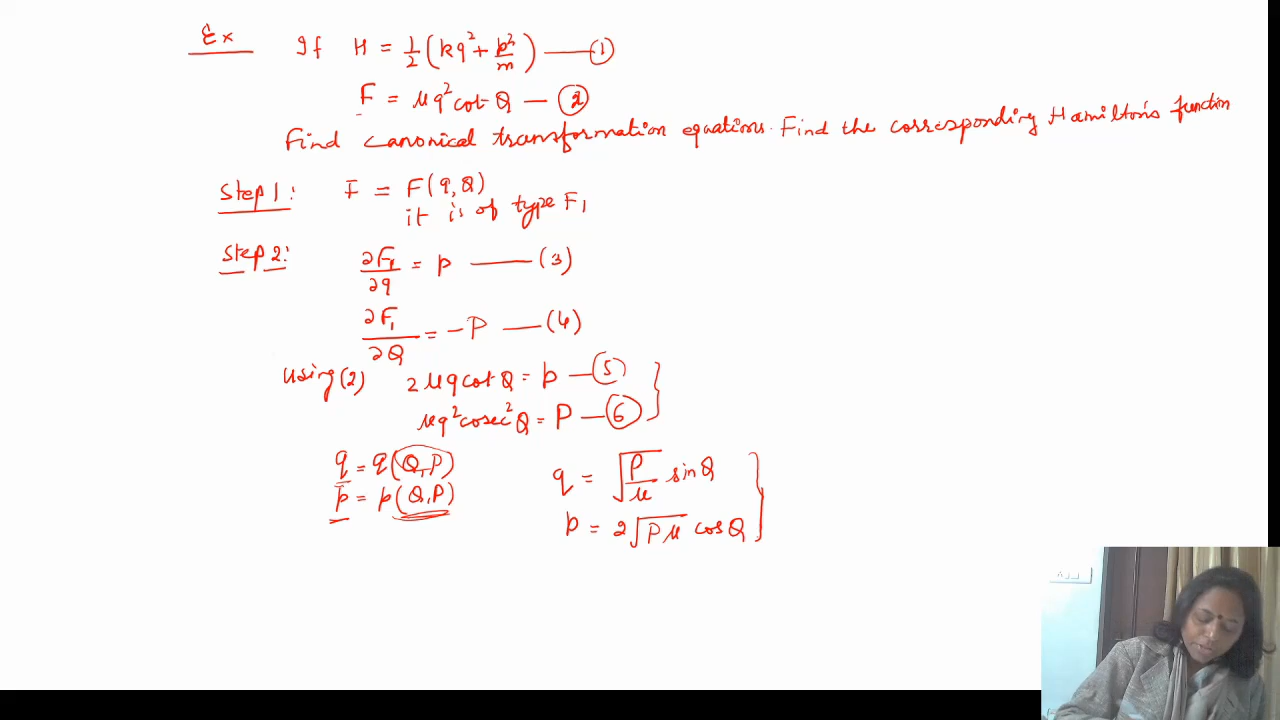 Ex If H = 1/2 (kq² + p²/m) —— (1)
F = μq² cot Q — (2)
Find canonical transformation equations. Find the corresponding Hamilton's function
Step 1: F = F(q, Q)
it is of type F₁
Step 2: ∂F₁/∂q = p —— (3)
∂F₁/∂Q = -P —— (4)
Using (2) 2μq cot Q = p — (5)
μq² cosec² Q = P — (6)
q = q(Q, P) q = √(P/μ) sin Q
p = p(Q, P) p = 2√(Pμ) cos Q